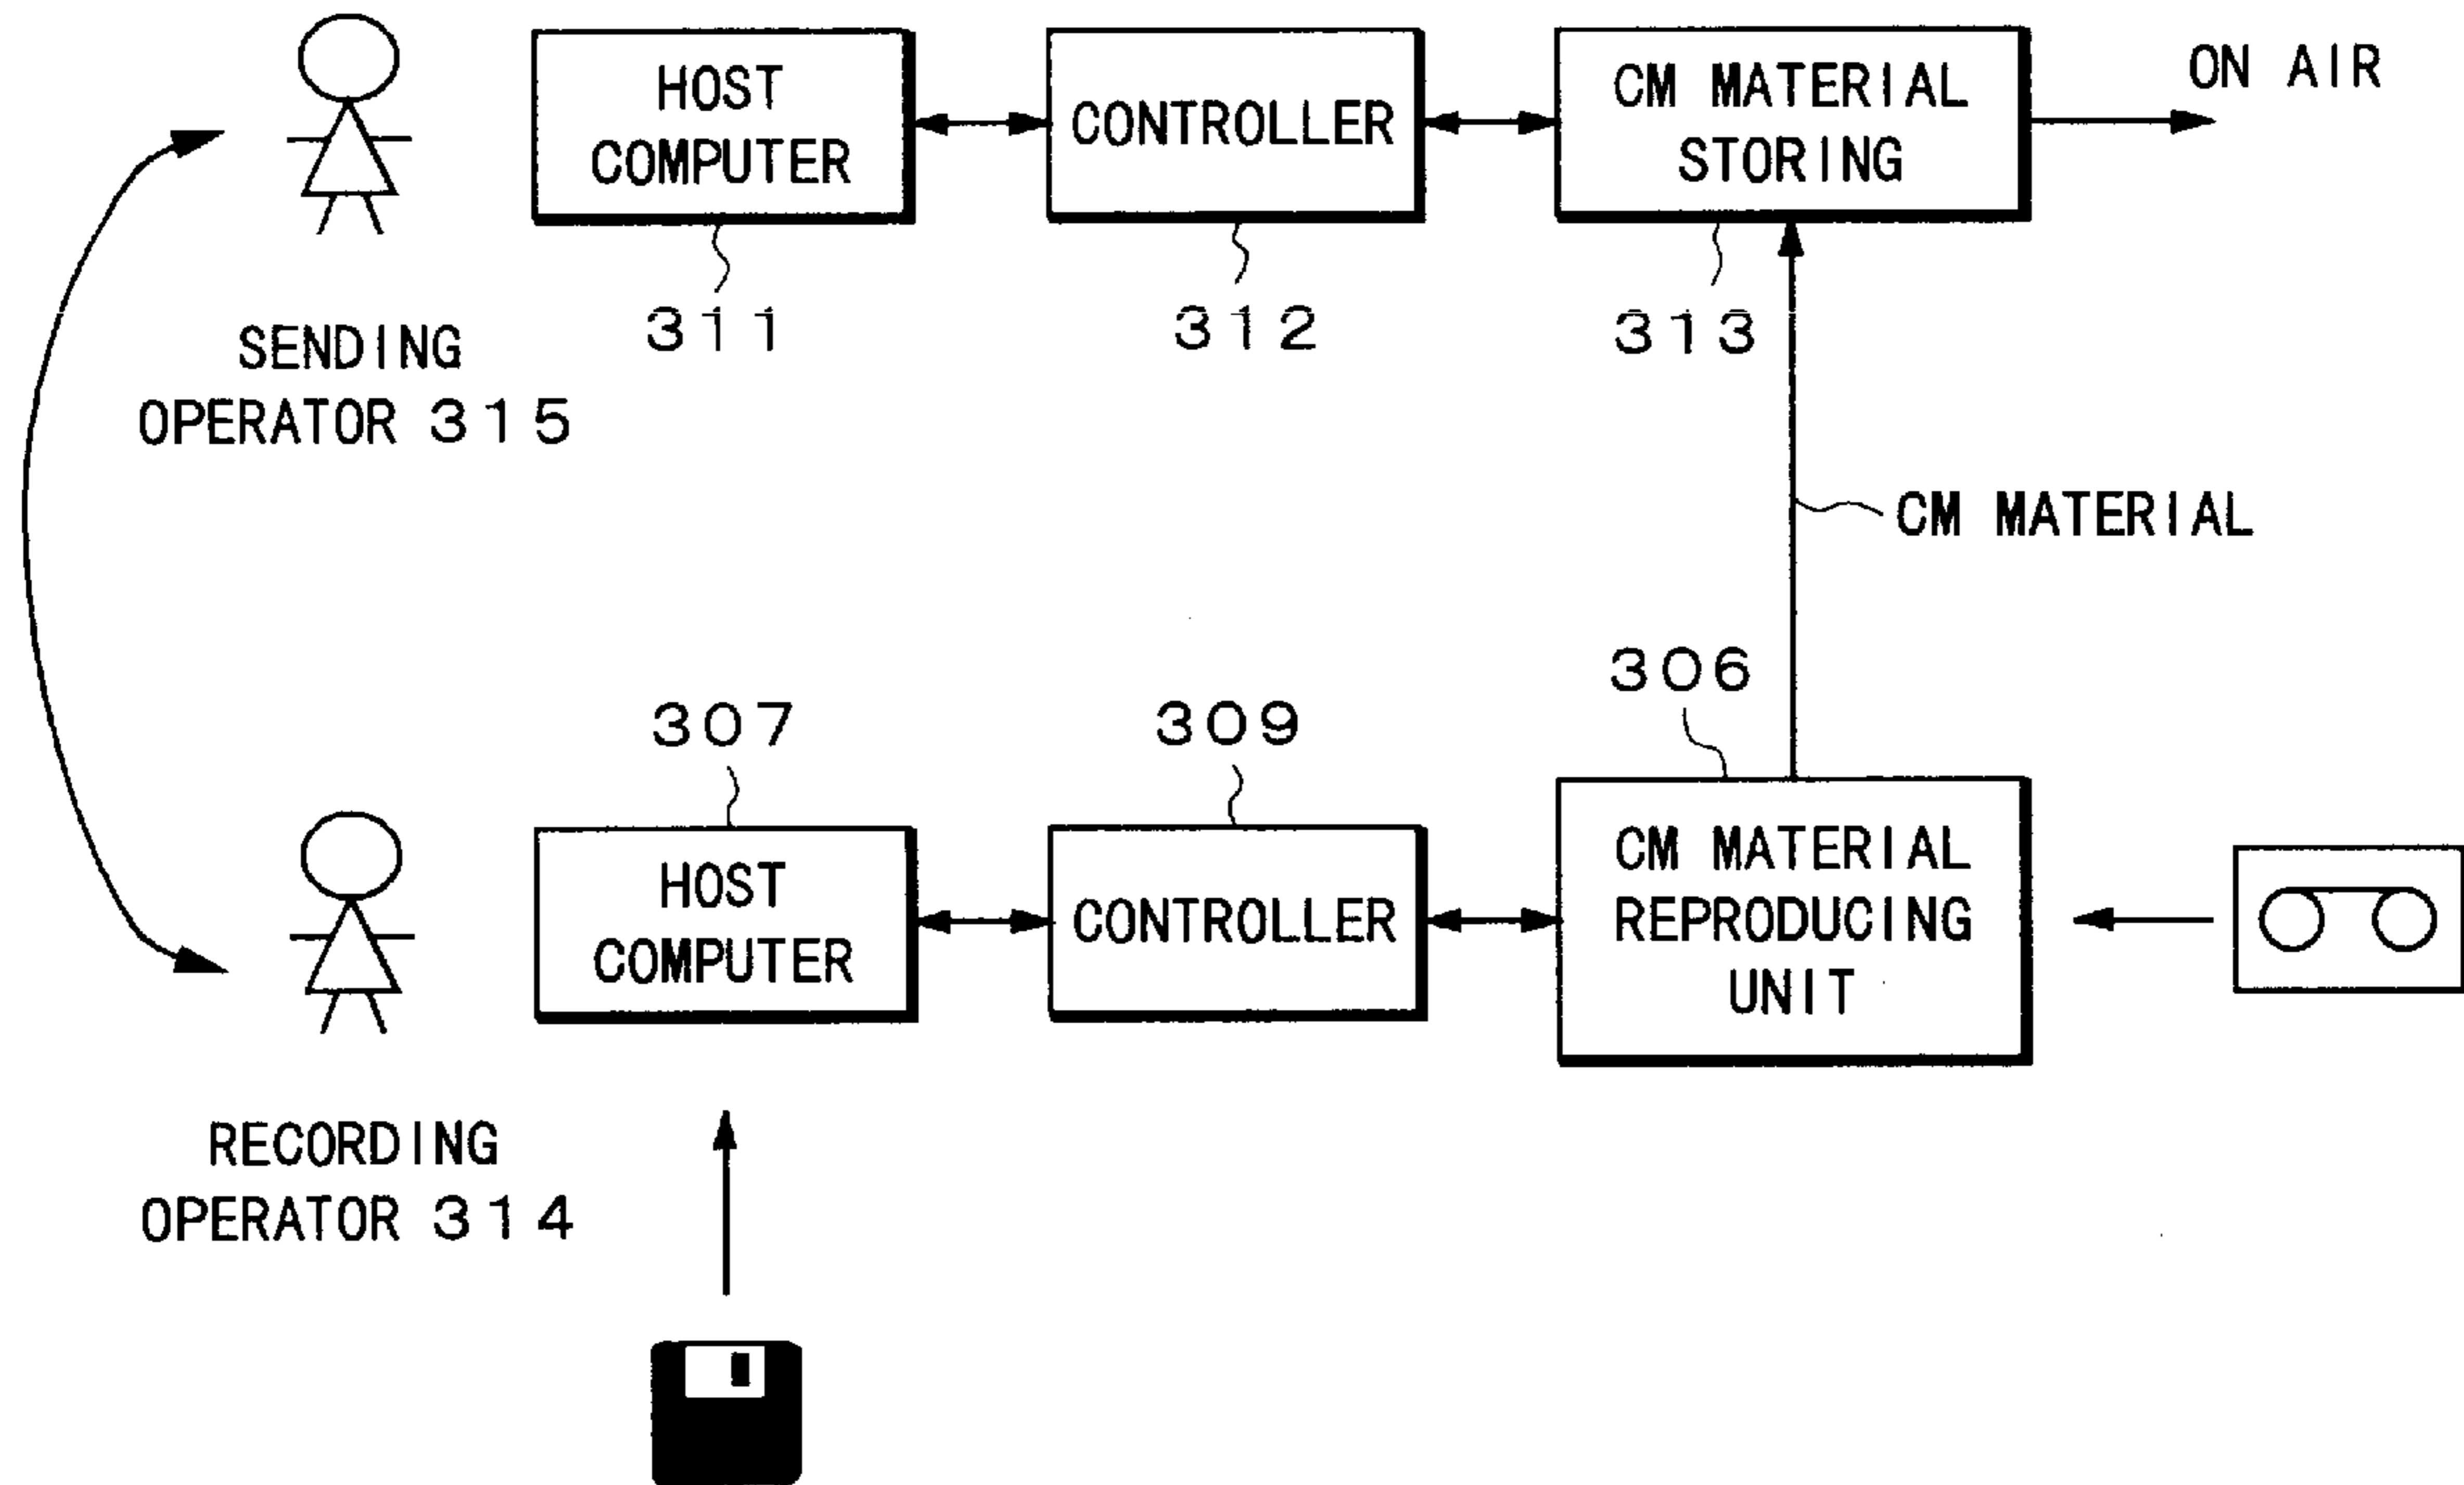 HOST
COMPUTER
CONTROLLER
CM MATERIAL
STORING
ON AIR
311
312
313
SENDING
OPERATOR 315
CM MATERIAL
307
309
306
HOST
COMPUTER
CONTROLLER
CM MATERIAL
REPRODUCING
UNIT
RECORDING
OPERATOR 314